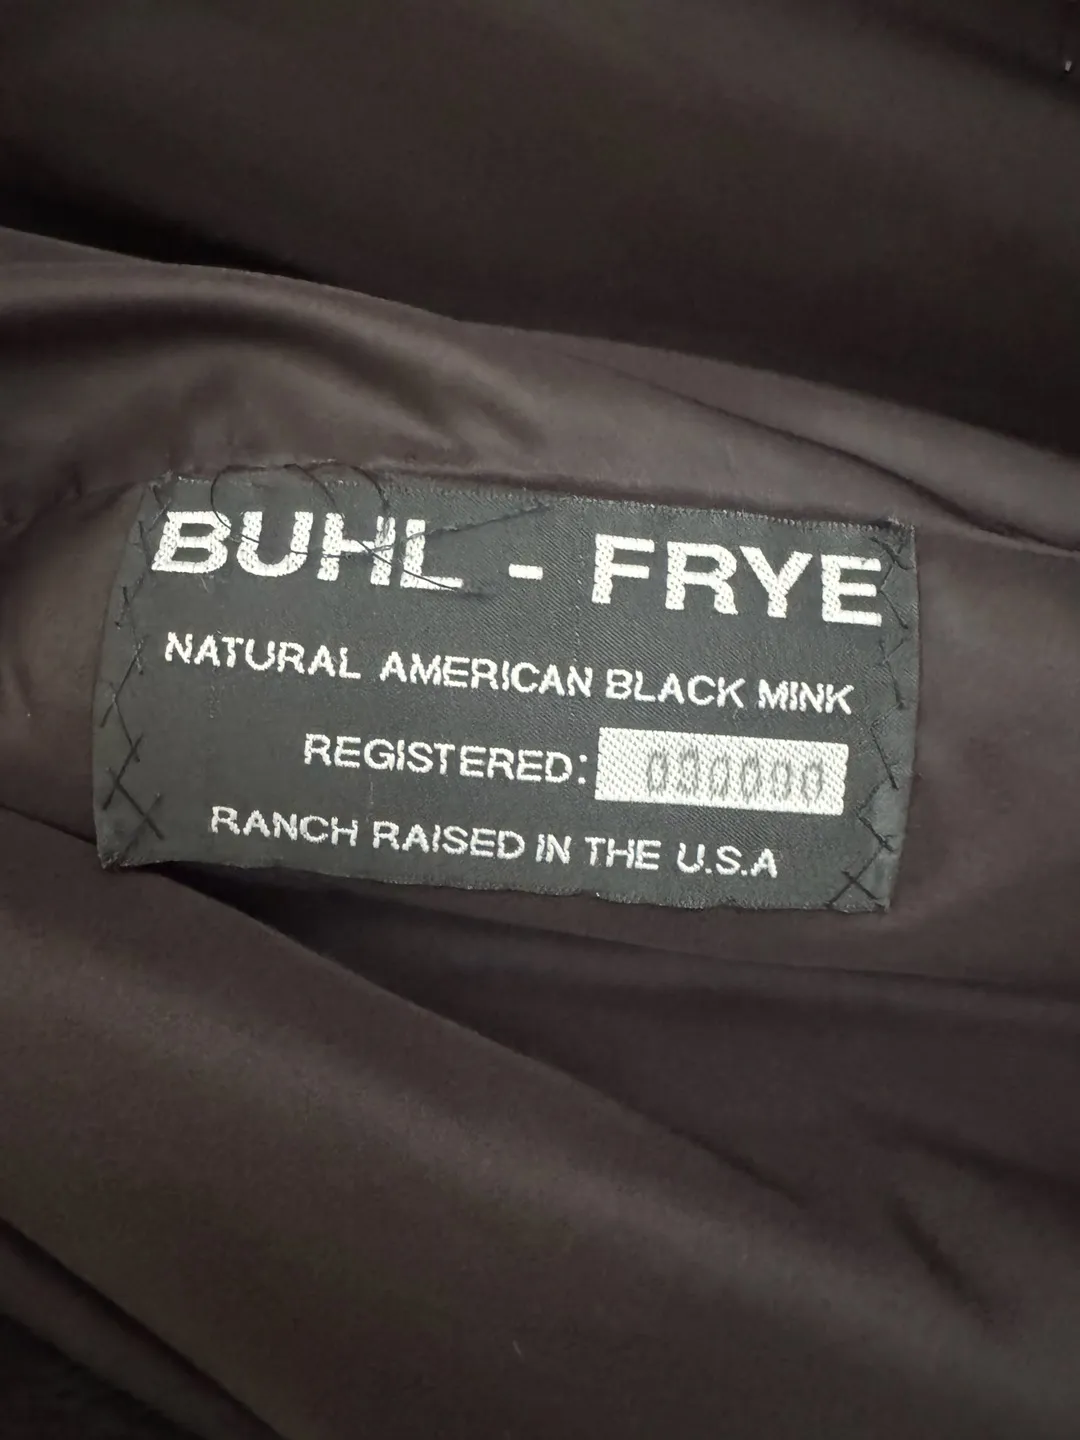 BUHL - FRYE
NATURAL AMERICAN BLACK MINK
REGISTERED:
RANCH RAISED IN THE U.S.A